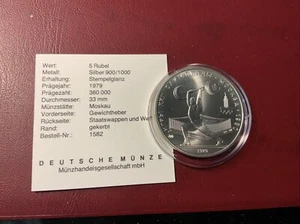 Wert: 5 Rubel
Metall: Silber 900/1000
Erhaltung: Stempelglanz
Prägejahr: 1979
Prägezahl: 360 000
Durchmesser: 33 mm
Münzstätte: Moskau
Vorderseite: Gewichtheber
Rückseite: Staatswappen und Wert
Rand: gekerbt
Bestell-Nr.: 1582
DEUTSCHE MÜNZE
Münzhandelsgesellschaft mbH
1979